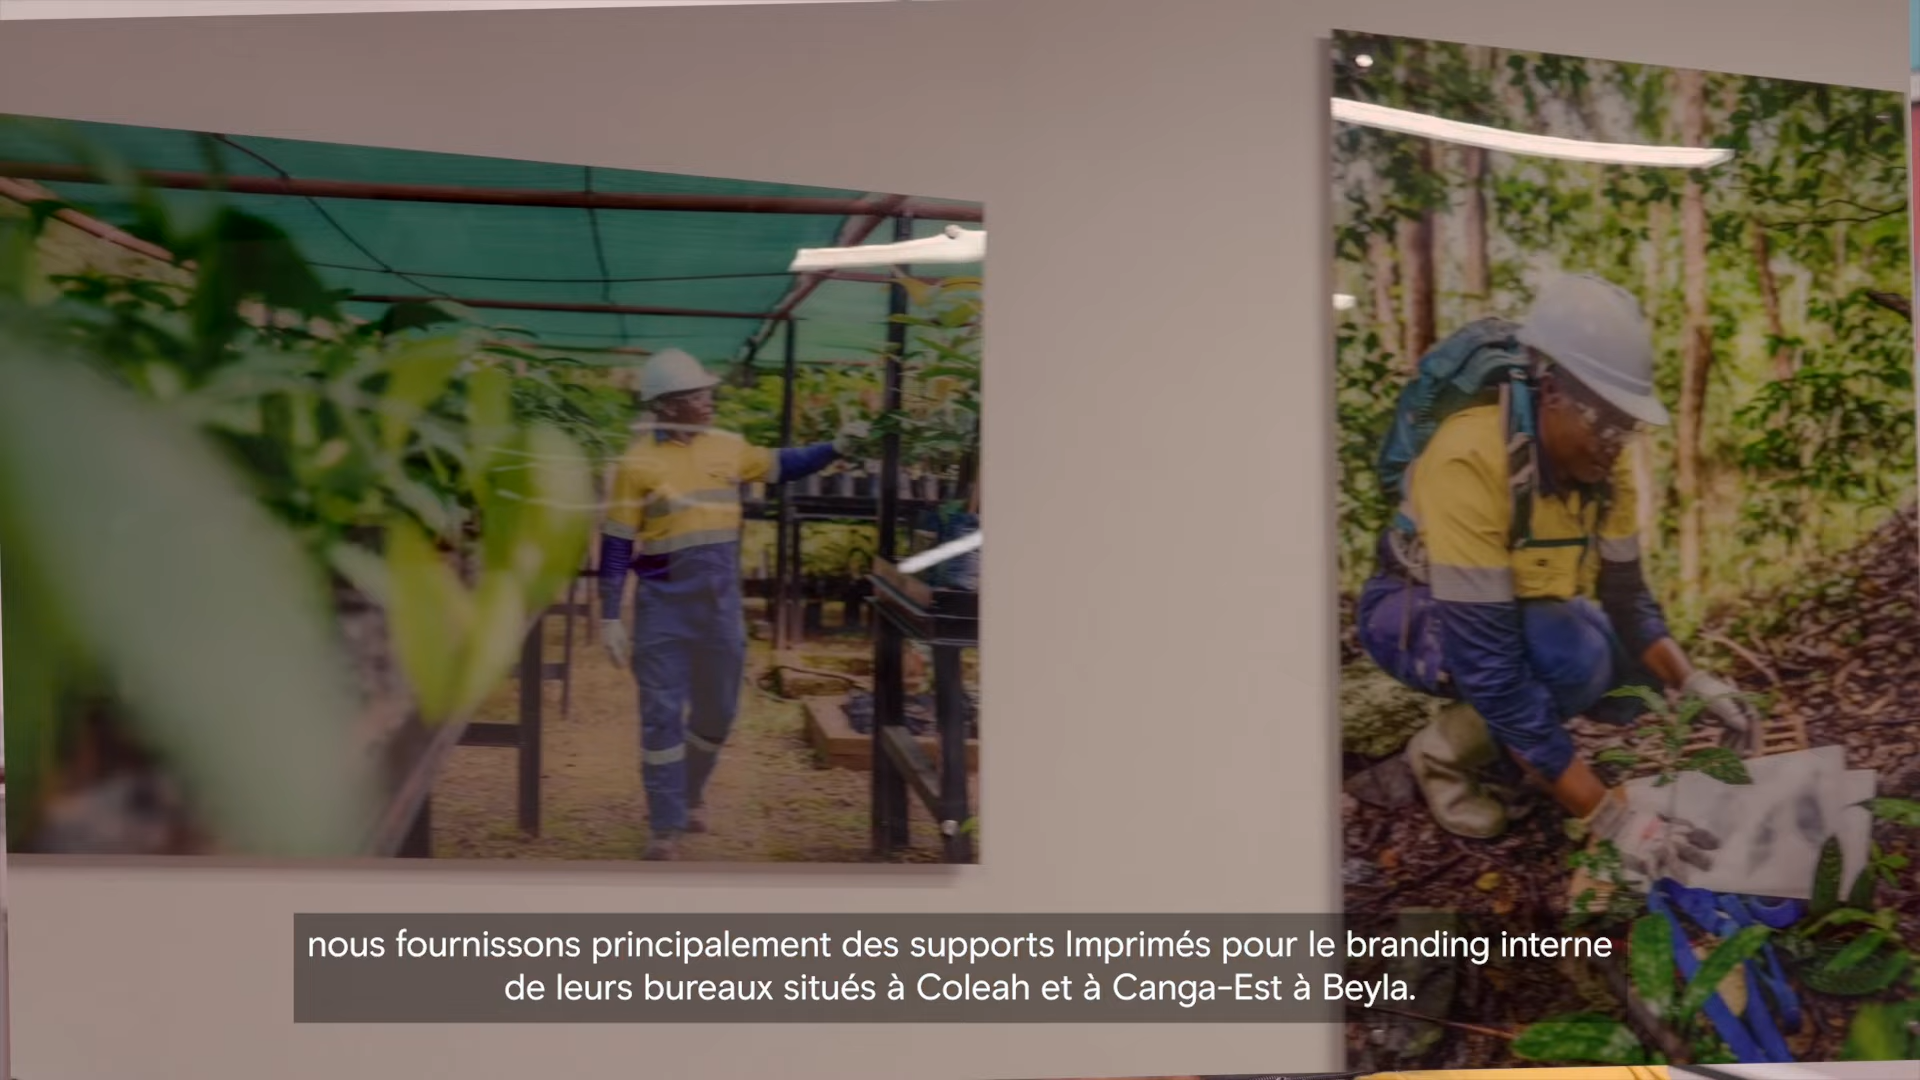 nous fournissons principalement des supports Imprimés pour le branding interne
de leurs bureaux situés à Coleah et à Canga-Est à Beyla.